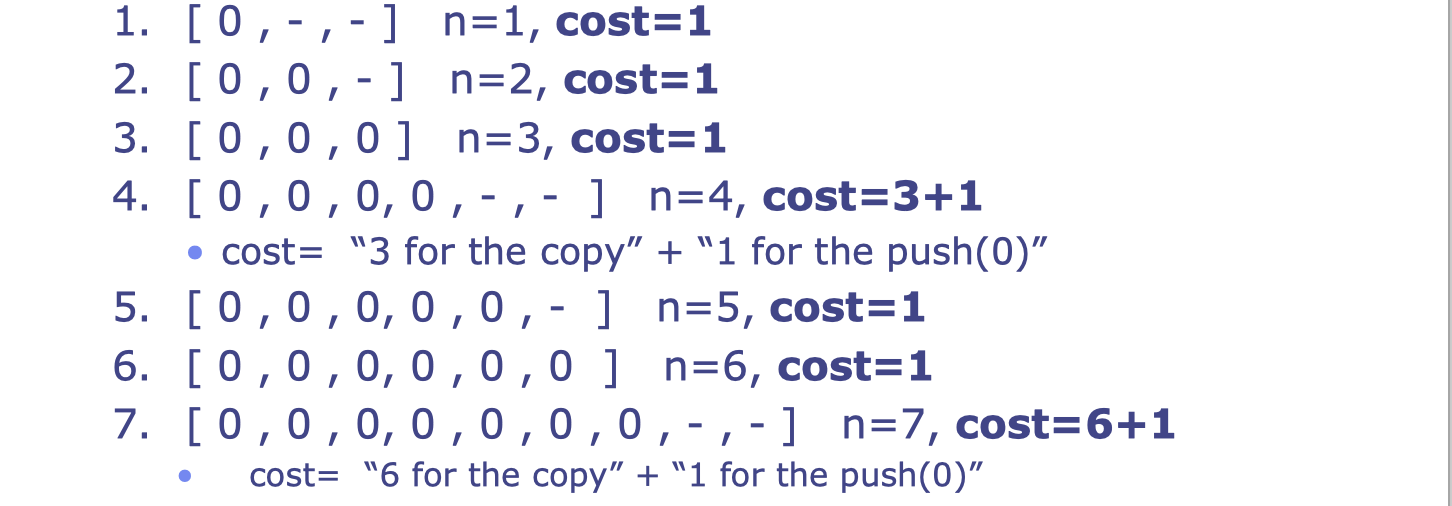 1. [ 0 , - , - ] n=1, cost=1
2. [ 0 , 0 , - ] n=2, cost=1
3. [ 0 , 0 , 0 ] n=3, cost=1
4. [ 0 , 0 , 0, 0 , - , - ] n=4, cost=3+1
• cost= “3 for the copy” + “1 for the push(0)”
5. [ 0 , 0 , 0, 0 , 0 , - ] n=5, cost=1
6. [ 0 , 0 , 0, 0 , 0 , 0 ] n=6, cost=1
7. [ 0 , 0 , 0, 0 , 0 , 0 , 0 , - , - ] n=7, cost=6+1
• cost= “6 for the copy” + “1 for the push(0)”